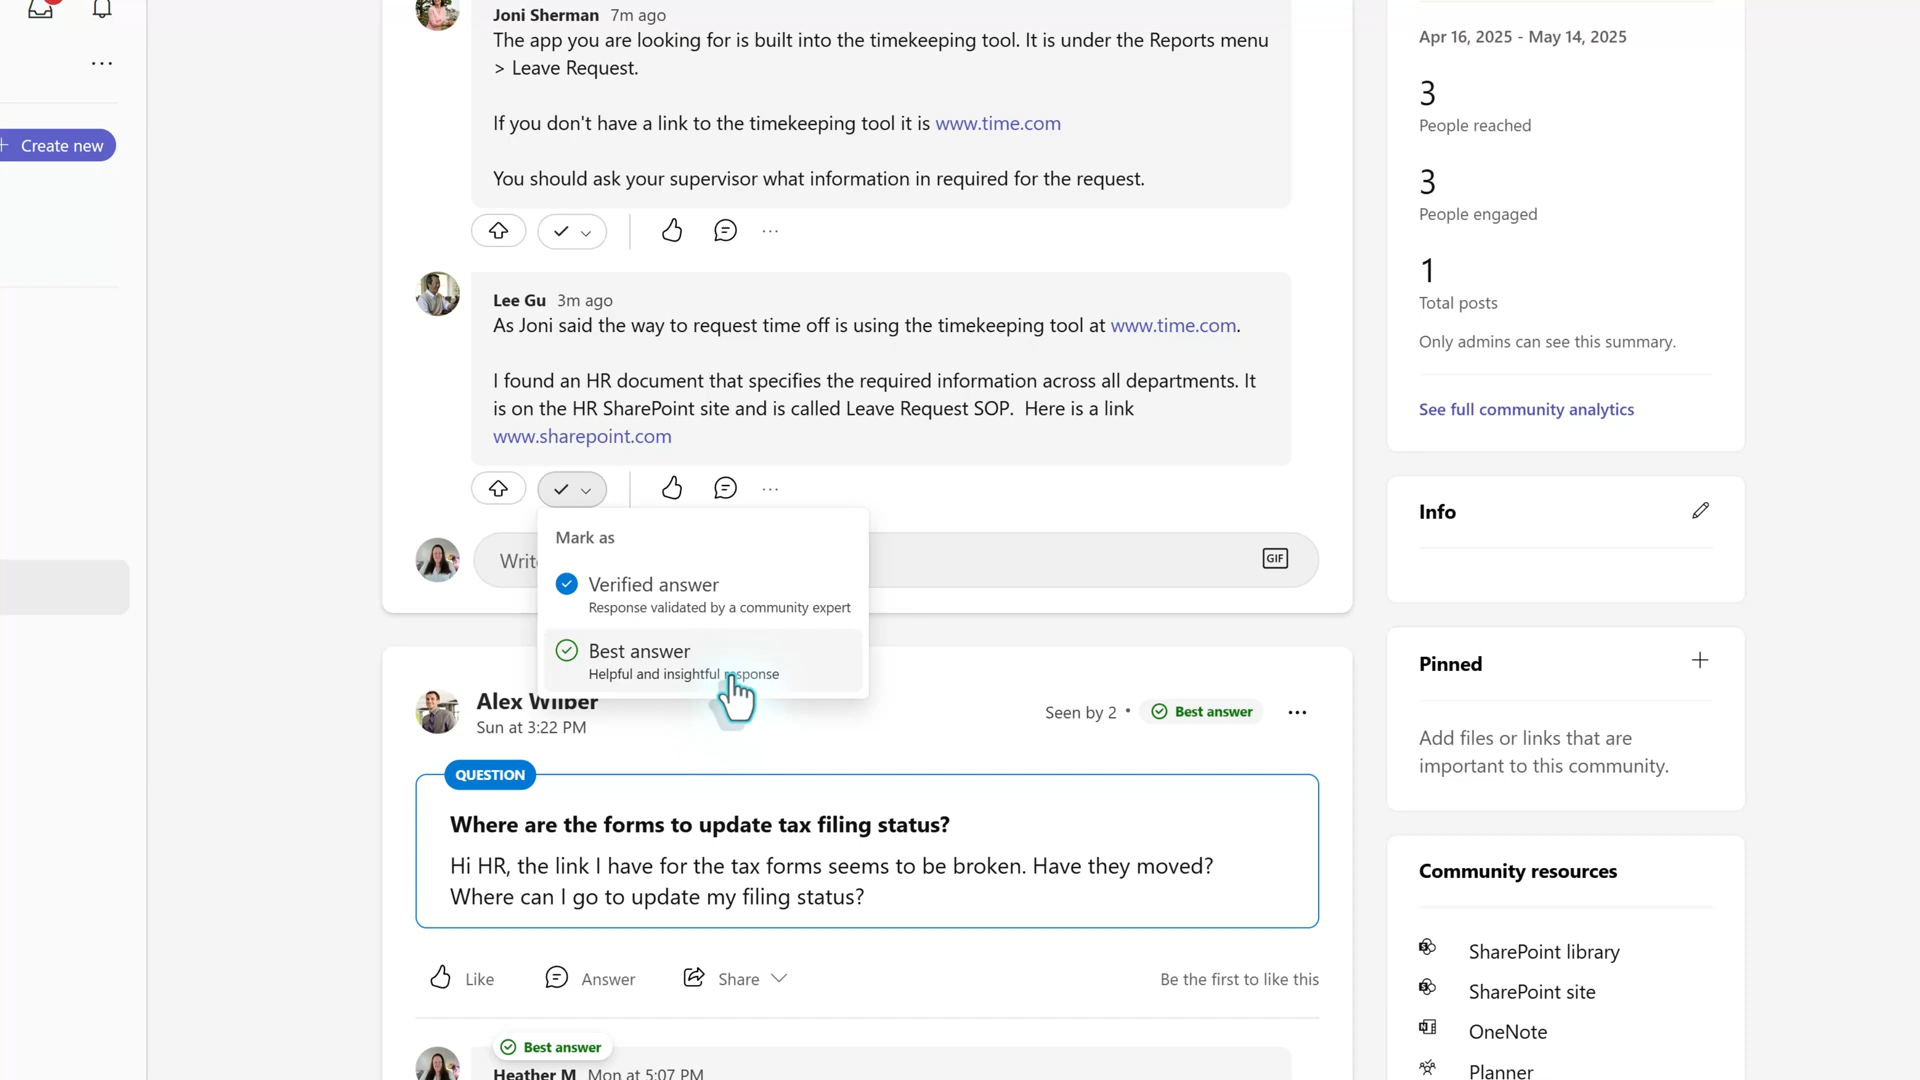 Create new
Joni Sherman 7m ago
The app you are looking for is built into the timekeeping tool. It is under the Reports menu
> Leave Request.
If you don't have a link to the timekeeping tool it is www.time.com
You should ask your supervisor what information in required for the request.
Lee Gu 3m ago
As Joni said the way to request time off is using the timekeeping tool at www.time.com.
I found an HR document that specifies the required information across all departments. It
is on the HR SharePoint site and is called Leave Request SOP. Here is a link
www.sharepoint.com
GIF
Mark as
Verified answer
Response validated by a community expert
Best answer
Helpful and insightful response
Alex Wilber
Sun at 3:22 PM
Seen by 2 • Best answer
QUESTION
Where are the forms to update tax filing status?
Hi HR, the link I have for the tax forms seems to be broken. Have they moved?
Where can I go to update my filing status?
Like Answer Share Be the first to like this
Best answer
Heather M Mon at 5:07 PM
Apr 16, 2025 - May 14, 2025
3
People reached
3
People engaged
1
Total posts
Only admins can see this summary.
See full community analytics
Info
Pinned
Add files or links that are
important to this community.
Community resources
SharePoint library
SharePoint site
OneNote
Planner